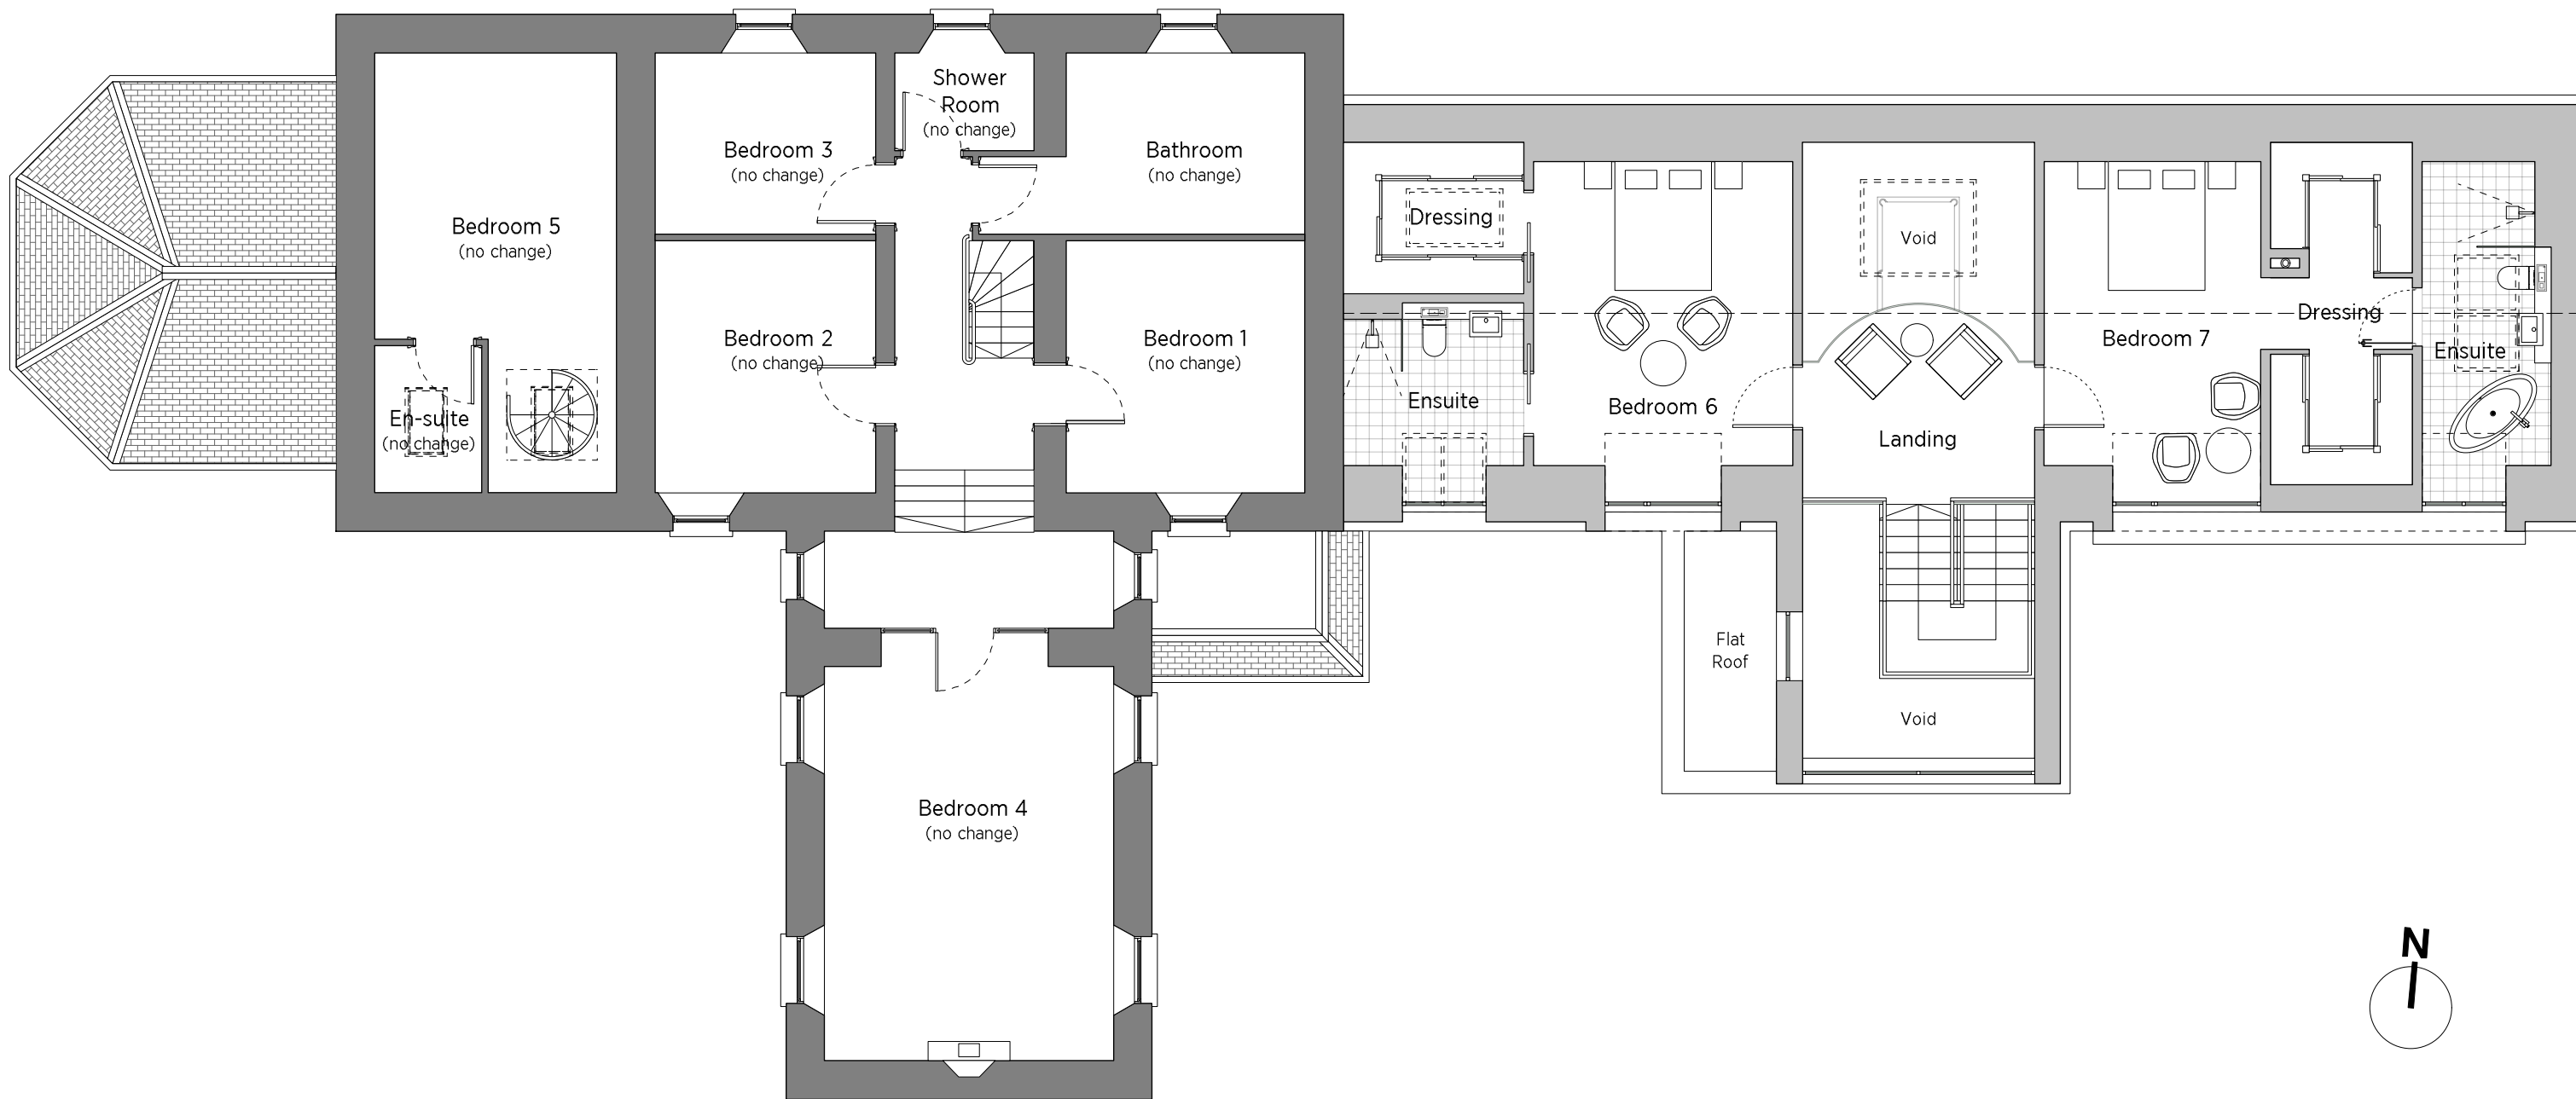 Shower
Room
(no change)
Bedroom 3
(no change)
Bathroom
(no change)
Bedroom 5
(no change)
Bedroom 2
(no change)
Bedroom 1
(no change)
En-suite
(no change)
Bedroom 4
(no change)
Dressing
Ensuite
Bedroom 6
Void
Landing
Bedroom 7
Dressing
Ensuite
Flat
Roof
Void
N